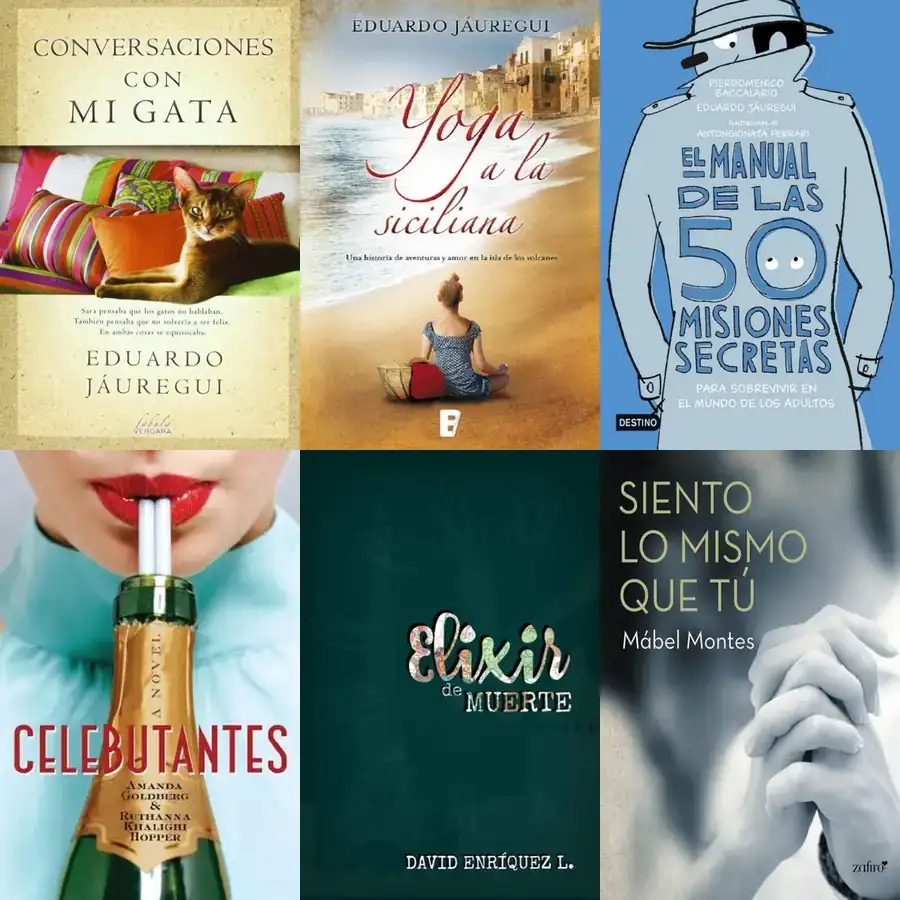 CONVERSACIONES
CON
MI GATA
Sara pensaba que los gatos no hablaban.
También pensaba que no volvería a ser feliz.
En ambas cosas se equivocaba.
EDUARDO
JÁUREGUI
fabula
VERGARA
EDUARDO JÁUREGUI
Yoga
a la
siciliana
Una historia de aventuras y amor en la isla de los volcanes
B
PIERDOMENICO
BACCALARIO
EDUARDO JÁUREGUI
ilustraciones de
ANTONGIONATA FERRARI
EL MANUAL
DE LAS
50
MISIONES
SECRETAS
PARA SOBREVIVIR EN
EL MUNDO DE LOS ADULTOS
DESTINO
A NOVEL
CELEBUTANTES
AMANDA
GOLDBERG
&
RUTHANNA
KHALIGHI
HOPPER
Elixir
de
MUERTE
DAVID ENRÍQUEZ L.
SIENTO
LO MISMO
QUE TÚ
Mábel Montes
zafiro